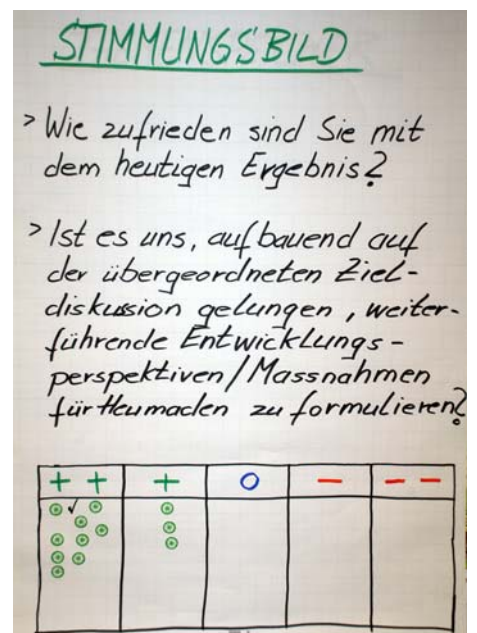 STIMMUNGSBILD
> Wie zufrieden sind Sie mit
dem heutigen Ergebnis?
> Ist es uns, aufbauend auf
der übergeordneten Ziel-
diskussion gelungen, weiter-
führende Entwicklungs-
perspektiven/Massnahmen
für Heumaden zu formulieren?
+ + + O - - -